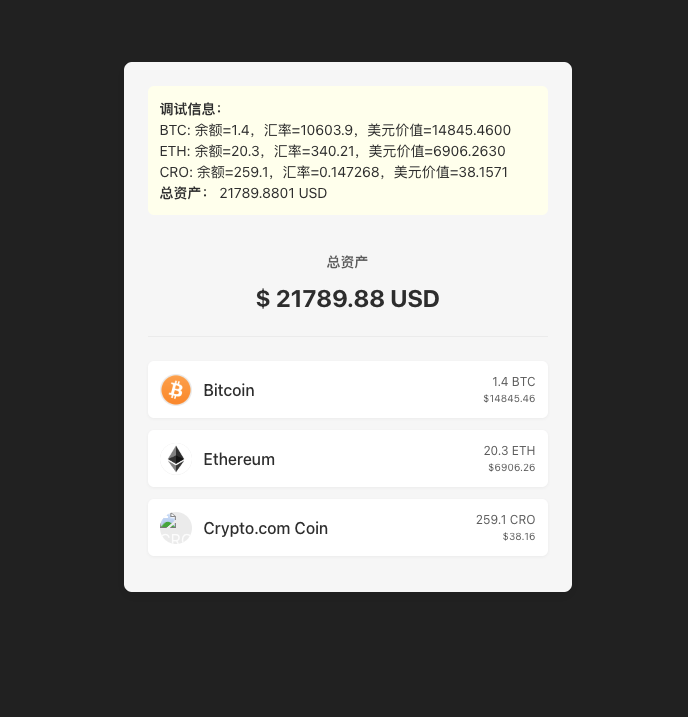 调试信息：
BTC: 余额=1.4，汇率=10603.9，美元价值=14845.4600
ETH: 余额=20.3，汇率=340.21，美元价值=6906.2630
CRO: 余额=259.1，汇率=0.147268，美元价值=38.1571
总资产： 21789.8801 USD
总资产
$ 21789.88 USD
Bitcoin
1.4 BTC
$14845.46
Ethereum
20.3 ETH
$6906.26
CRO
Crypto.com Coin
259.1 CRO
$38.16